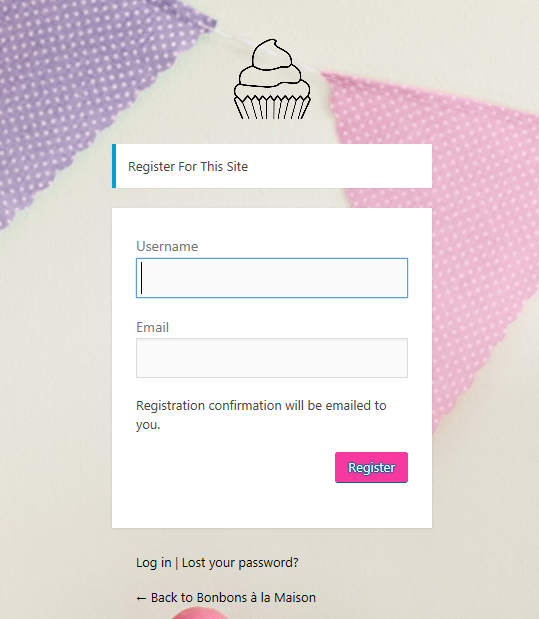 Register For This Site
Username
Email
Registration confirmation will be emailed to
you.
Register
Log in | Lost your password?
← Back to Bonbons à la Maison